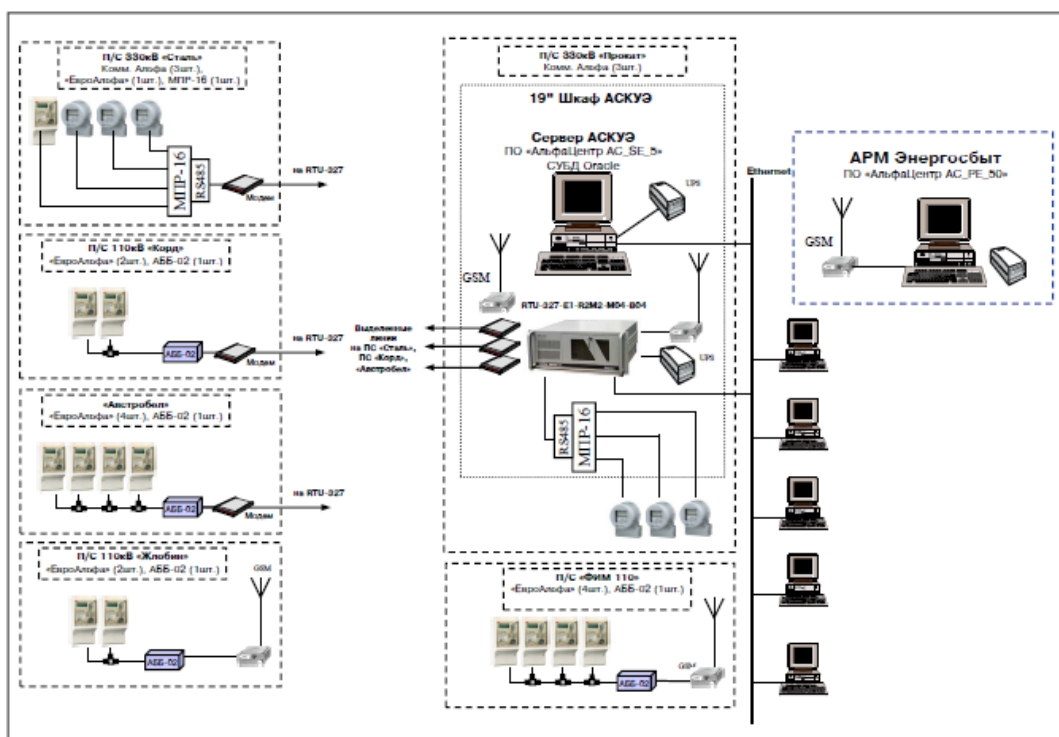 П/С 330кВ «Сталь»
Комм. Альфа (3шт.),
«ЕвроАльфа» (1шт.), МПР-16 (1шт.)
МПР-16
RS485
Модем
на RTU-327
П/С 110кВ «Корд»
«ЕвроАльфа» (2шт.), АББ-02 (1шт.)
АББ-02
Модем
на RTU-327
«Австробел»
«ЕвроАльфа» (4шт.), АББ-02 (1шт.)
АББ-02
Модем
на RTU-327
П/С 110кВ «Жлобин»
«ЕвроАльфа» (2шт.), АББ-02 (1шт.)
GSM
АББ-02
П/С 330кВ «Прокат»
Комм. Альфа (3шт.)
19" Шкаф АСКУЭ
Сервер АСКУЭ
ПО «АльфаЦентр AC_SE_5»
СУБД Oracle
UPS
GSM
RTU-327-E1-R2M2-M04-B04
Выделенные
линии
на ПС «Сталь»,
ПС «Корд»,
«Австробел»
UPS
RS485
МПР-16
П/С «ФИМ 110»
«ЕвроАльфа» (4шт.), АББ-02 (1шт.)
АББ-02
GSM
Ethernet
АРМ Энергосбыт
ПО «АльфаЦентр AC_PE_50»
GSM